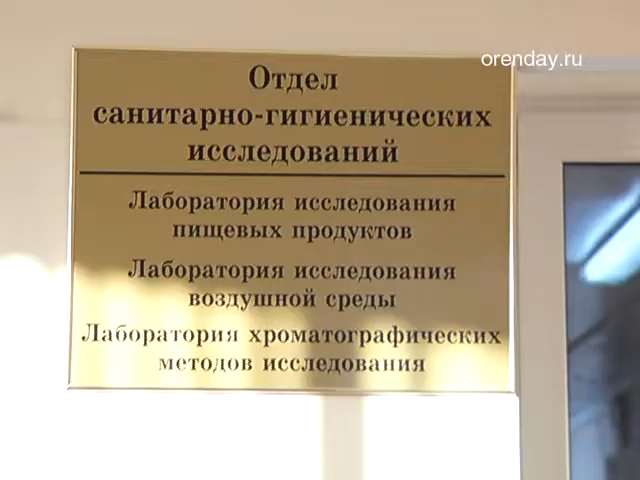 orenday.ru
Отдел
санитарно-гигиенических
исследований
Лаборатория исследования
пищевых продуктов
Лаборатория исследования
воздушной среды
Лаборатория хроматографических
методов исследования